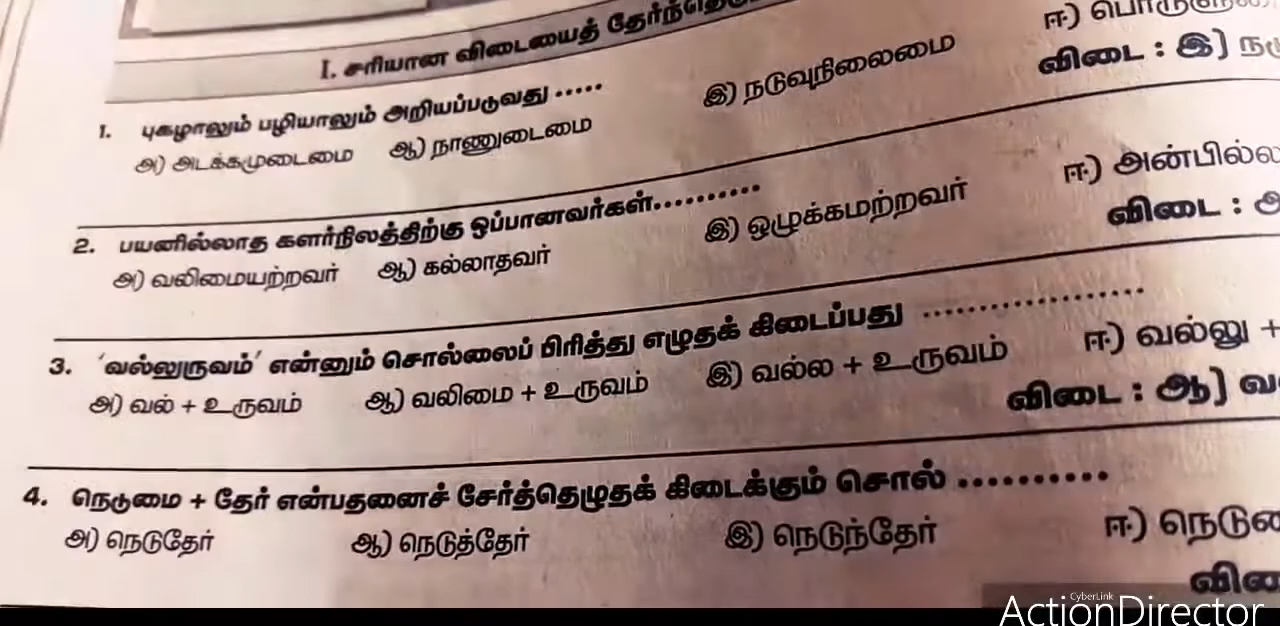 I. சரியான விடையைத்
1. புகழாலும் பழியாலும் அறியப்படுவது .....
அ) அடக்கமுடைமை ஆ) நாணுடைமை இ) நடுவுநிலைமை ஈ)
விடை : இ]
2. பயனில்லாத களர்நிலத்திற்கு ஒப்பானவர்கள்..........
அ) வலிமையற்றவர் ஆ) கல்லாதவர் இ) ஒழுக்கமற்றவர் ஈ) அன்பில்லா
விடை :
3. 'வல்லுருவம்' என்னும் சொல்லைப் பிரித்து எழுதக் கிடைப்பது ....................
அ) வல் + உருவம் ஆ) வலிமை + உருவம் இ) வல்ல + உருவம் ஈ) வல்லு +
விடை : ஆ]
4. நெடுமை + தேர் என்பதனைச் சேர்த்தெழுதக் கிடைக்கும் சொல் ..........
அ) நெடுதேர் ஆ) நெடுத்தேர் இ) நெடுந்தேர் ஈ)
CyberLink
ActionDirector